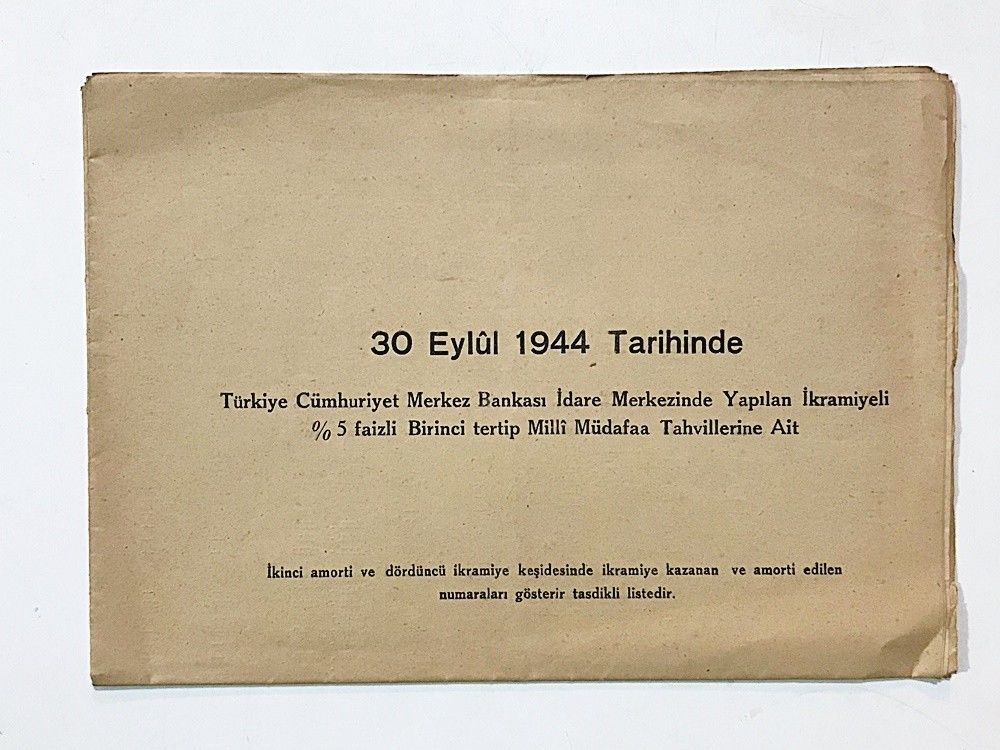 30 Eylûl 1944 Tarihinde
Türkiye Cümhuriyet Merkez Bankası İdare Merkezinde Yapılan İkramiyeli
% 5 faizli Birinci tertip Millî Müdafaa Tahvillerine Ait
İkinci amorti ve dördüncü ikramiye keşidesinde ikramiye kazanan ve amorti edilen
numaraları gösterir tasdikli listedir.